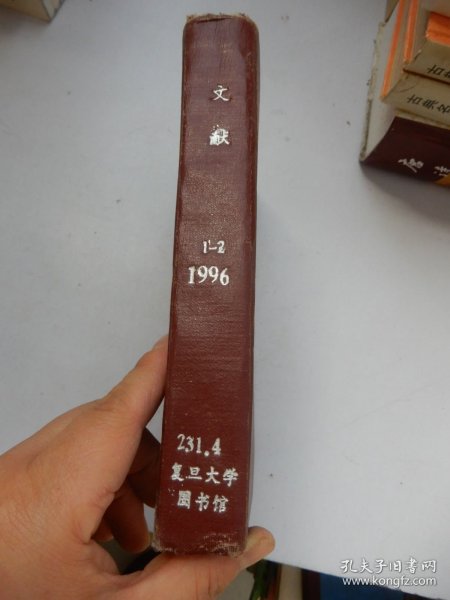 文
献
1-2
1996
231.4
复旦大学
图书馆
孔夫子旧书网
www.kongfz.com